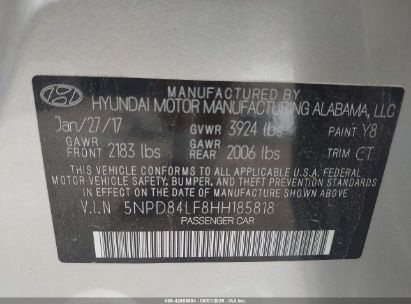 MANUFACTURED BY
HYUNDAI MOTOR MANUFACTURING ALABAMA, LLC
Jan/27/17 GVWR 3924 lbs PAINT Y8
GAWR FRONT 2183 lbs GAWR REAR 2006 lbs TRIM CT
THIS VEHICLE CONFORMS TO ALL APPLICABLE U.S. FEDERAL
MOTOR VEHICLE SAFETY, BUMPER, AND THEFT PREVENTION
STANDARDS IN EFFECT ON THE DATE OF MANUFACTURE SHOWN ABOVE.
V.I.N 5NPD84LF8HH185818
PASSENGER CAR